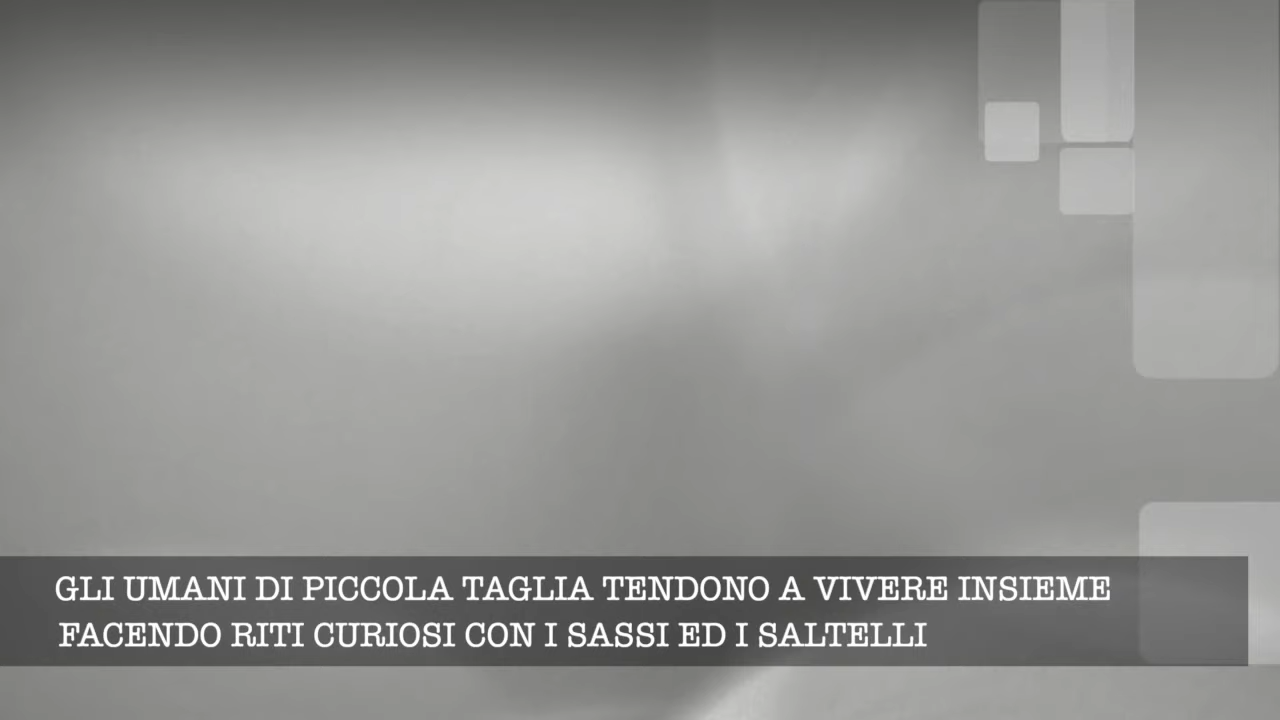 GLI UMANI DI PICCOLA TAGLIA TENDONO A VIVERE INSIEME
FACENDO RITI CURIOSI CON I SASSI ED I SALTELLI